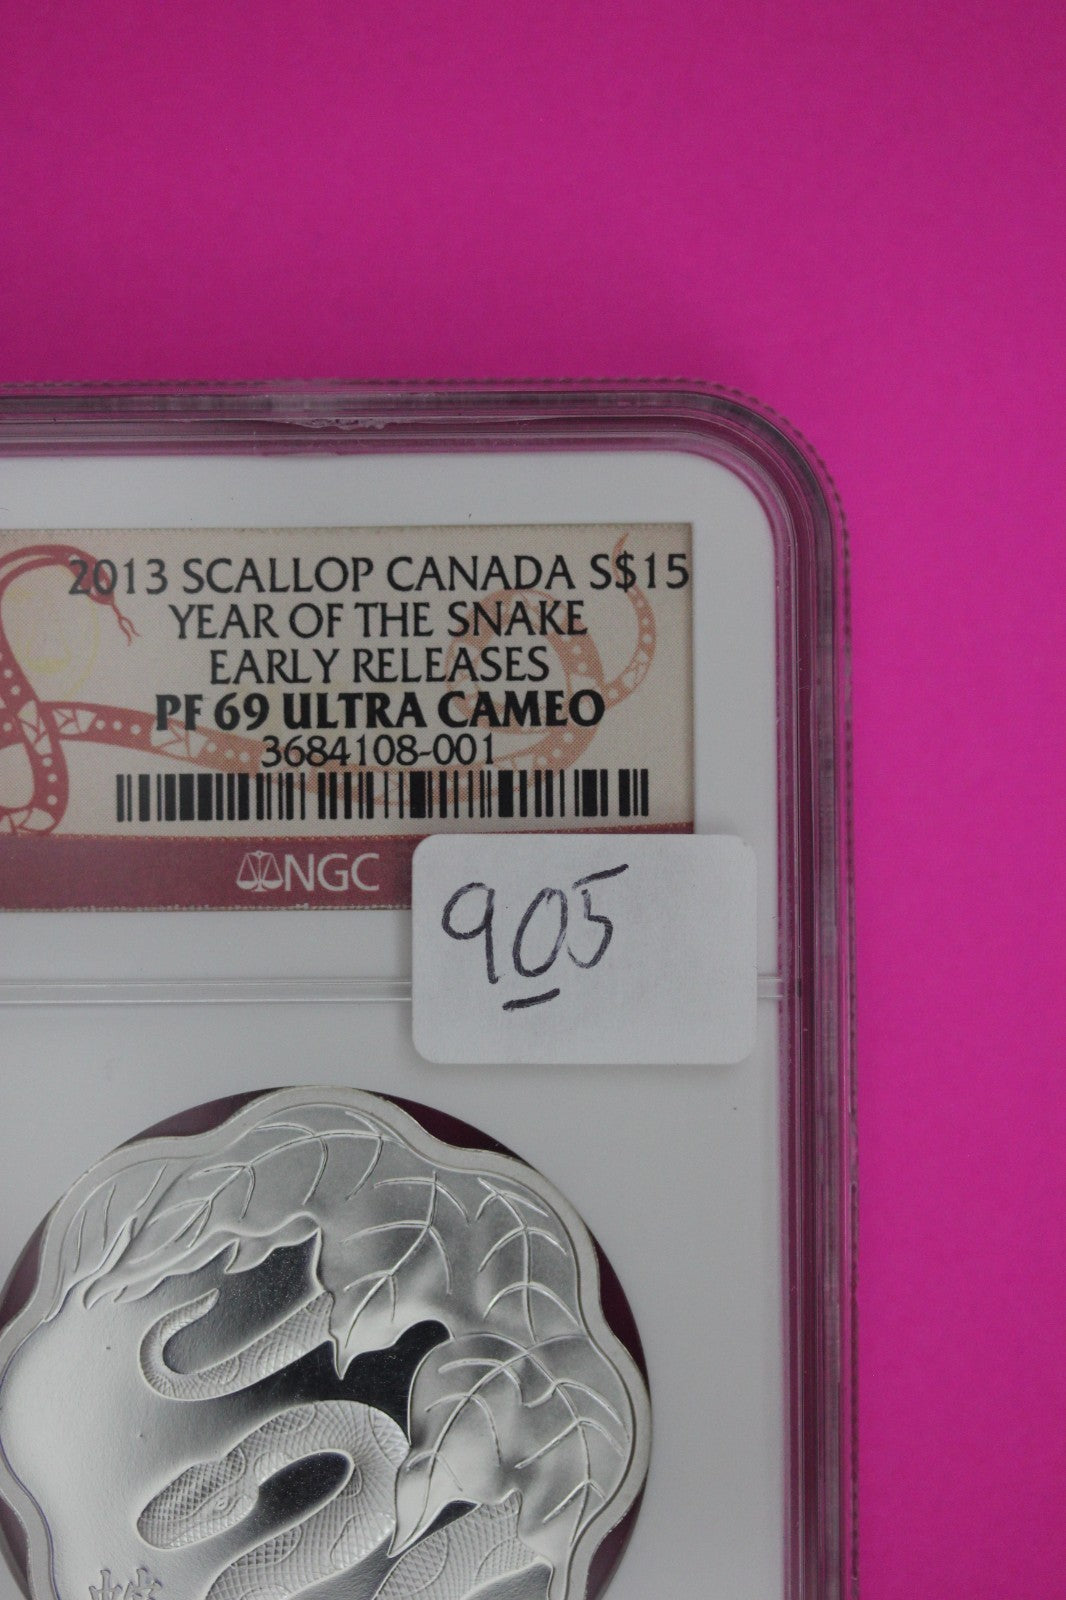 2013 SCALLOP CANADA S$15
YEAR OF THE SNAKE
EARLY RELEASES
PF 69 ULTRA CAMEO
3684108-001
NGC
905